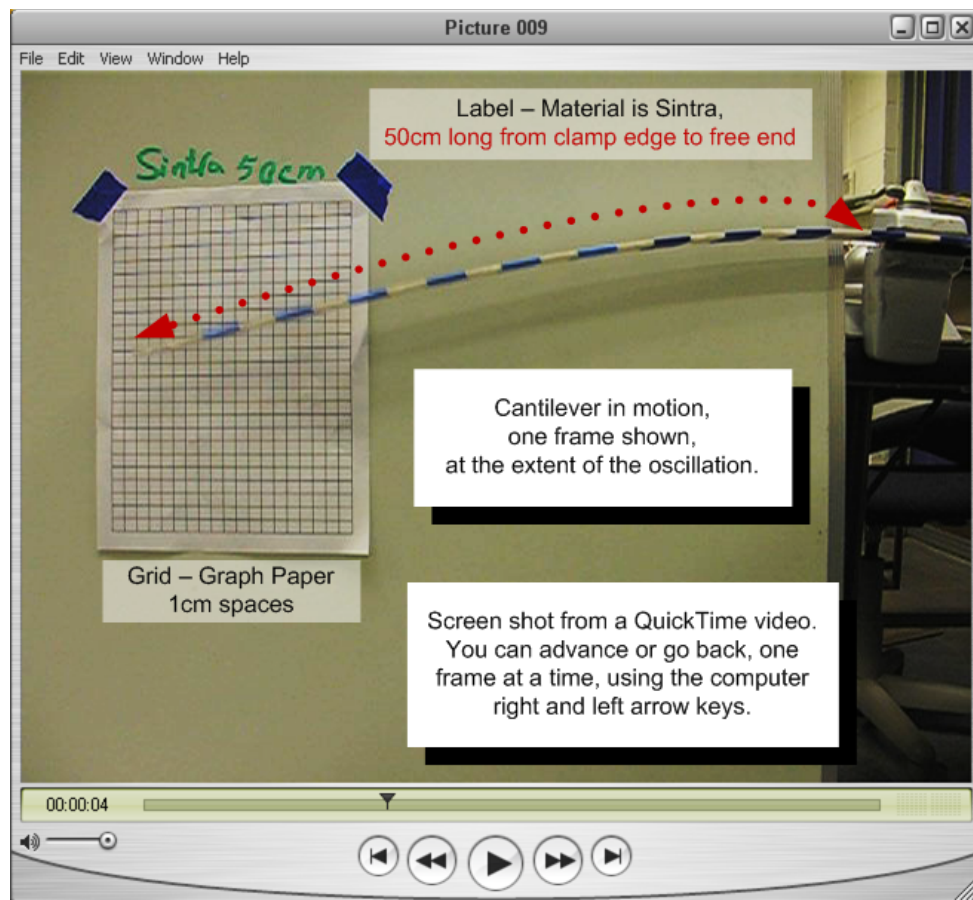 Picture 009
File Edit View Window Help
Label – Material is Sintra,
50cm long from clamp edge to free end
Sintra 50cm
Cantilever in motion,
one frame shown,
at the extent of the oscillation.
Grid – Graph Paper
1cm spaces
Screen shot from a QuickTime video.
You can advance or go back, one
frame at a time, using the computer
right and left arrow keys.
00:00:04